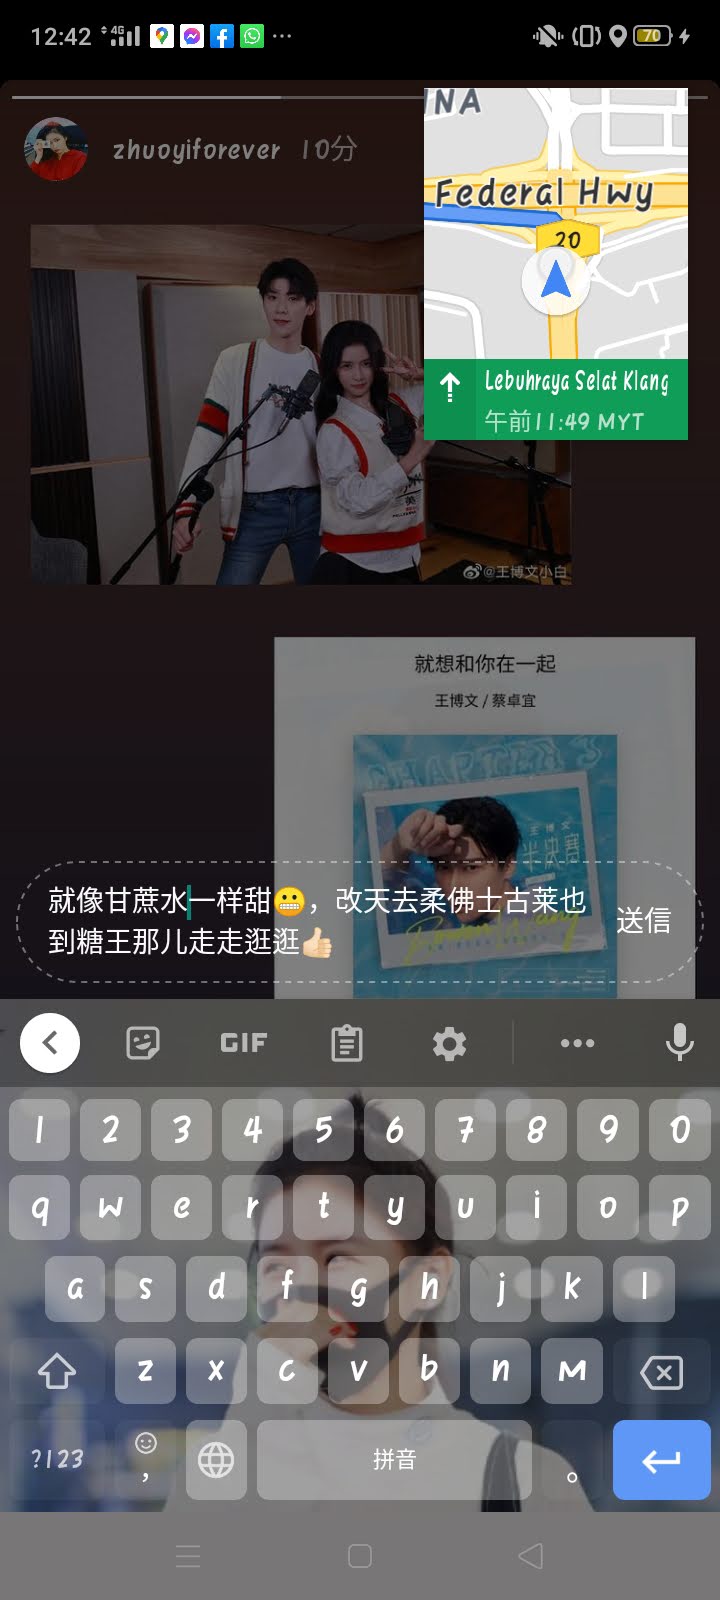 12:42 4G 70
zhuoyiforever 10分
NA
Federal Hwy
20
Lebuhraya Selat Klang
午前11:49 MYT
@王博文小白
就想和你在一起
王博文 / 蔡卓宜
CHAPTER 3
王博文
半决赛
就像甘蔗水一样甜😬，改天去柔佛士古莱也
到糖王那儿走走逛逛👍🏻
送信
GIF
1 2 3 4 5 6 7 8 9 0
q w e r t y u i o p
a s d f g h j k l
z x c v b n m
?123 , 拼音 。